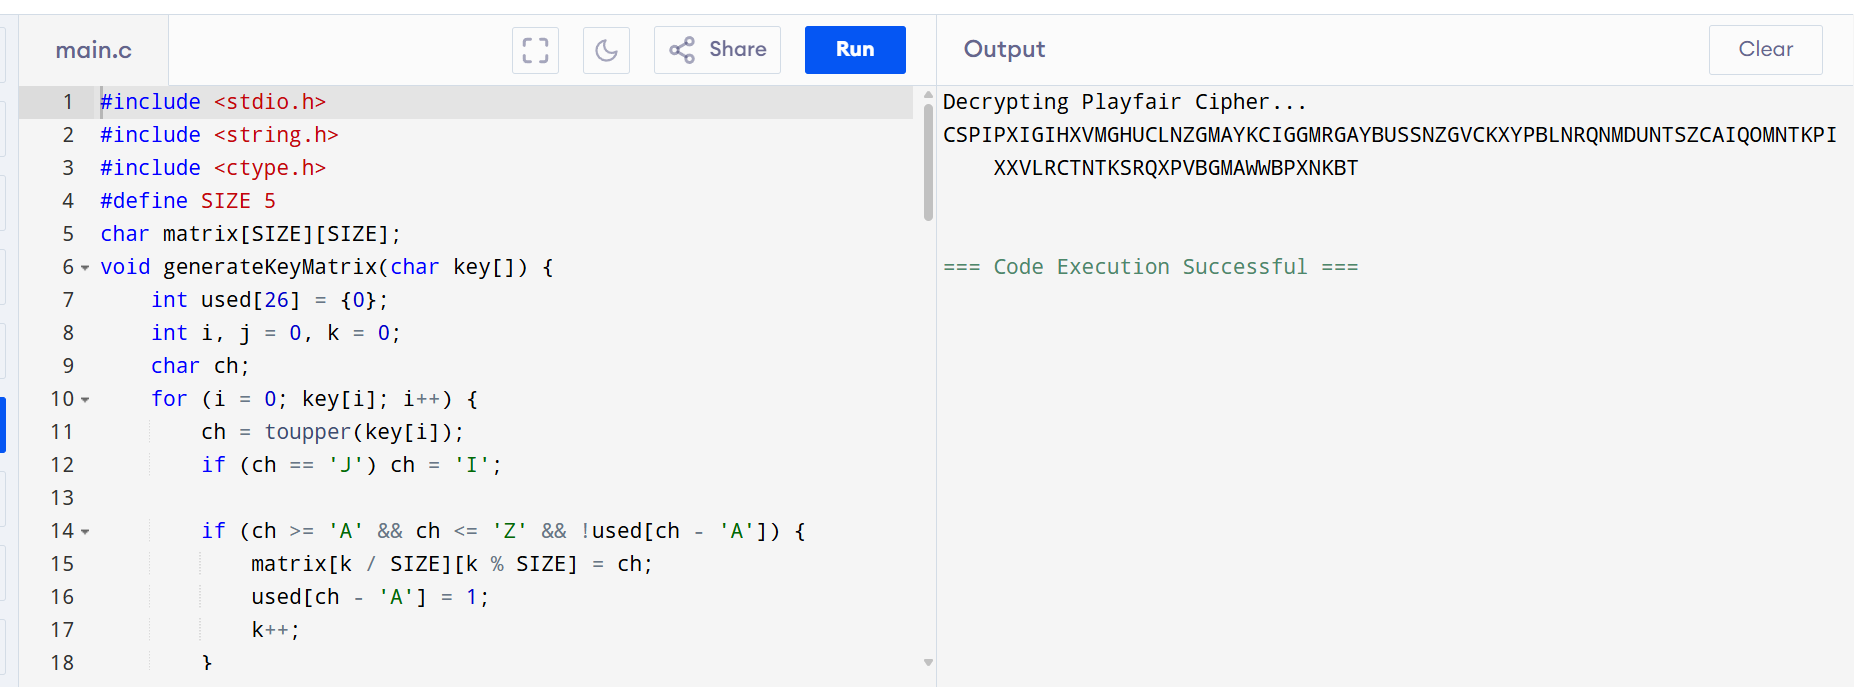 main.c
Share
Run
Output
Clear
1 #include <stdio.h>
2 #include <string.h>
3 #include <ctype.h>
4 #define SIZE 5
5 char matrix[SIZE][SIZE];
6 void generateKeyMatrix(char key[]) {
7     int used[26] = {0};
8     int i, j = 0, k = 0;
9     char ch;
10     for (i = 0; key[i]; i++) {
11         ch = toupper(key[i]);
12         if (ch == 'J') ch = 'I';
13
14         if (ch >= 'A' && ch <= 'Z' && !used[ch - 'A']) {
15             matrix[k / SIZE][k % SIZE] = ch;
16             used[ch - 'A'] = 1;
17             k++;
18         }
Decrypting Playfair Cipher...
CSPIPXIGIHXVMGHUCLNZGMAYKCIGGMRGAYBUSSNZGVCKXYPBLNRQNMDUNTSZCAIQOMNTKPI
    XXVLRCTNTKSRQXPVBGMAWWBPXNKBT
=== Code Execution Successful ===